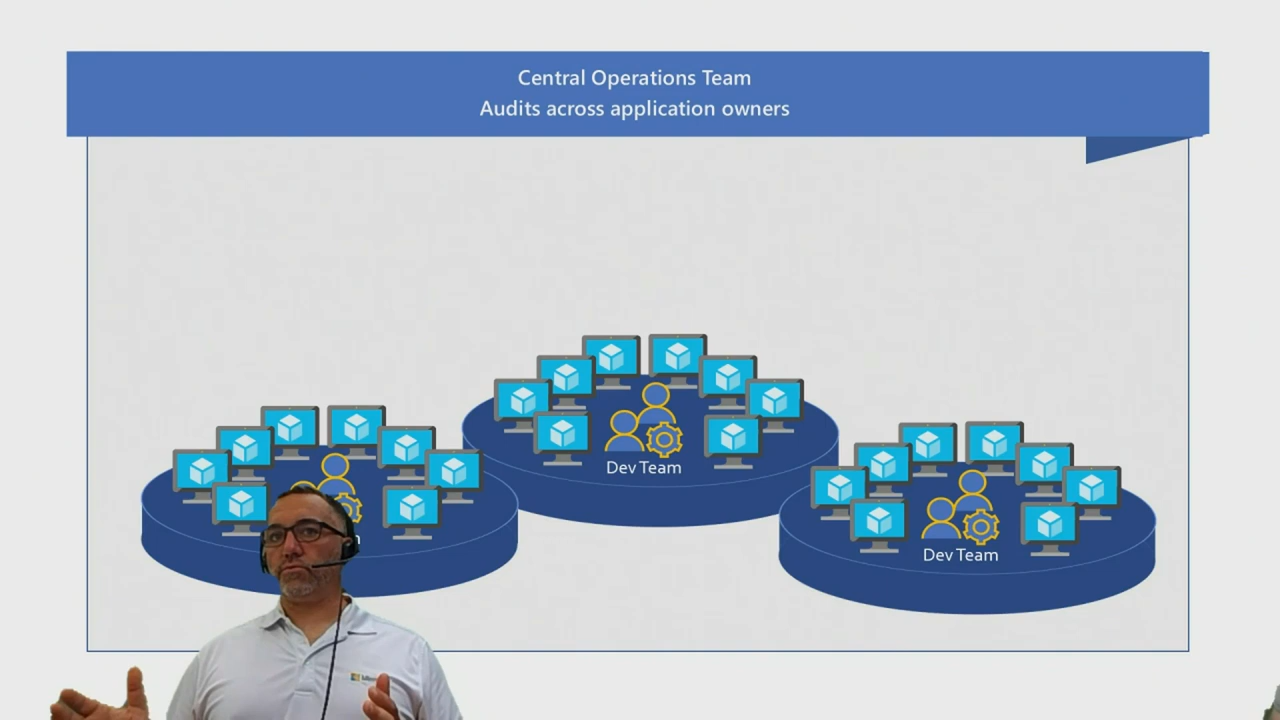 Central Operations Team
Audits across application owners
Dev Team
Dev Team